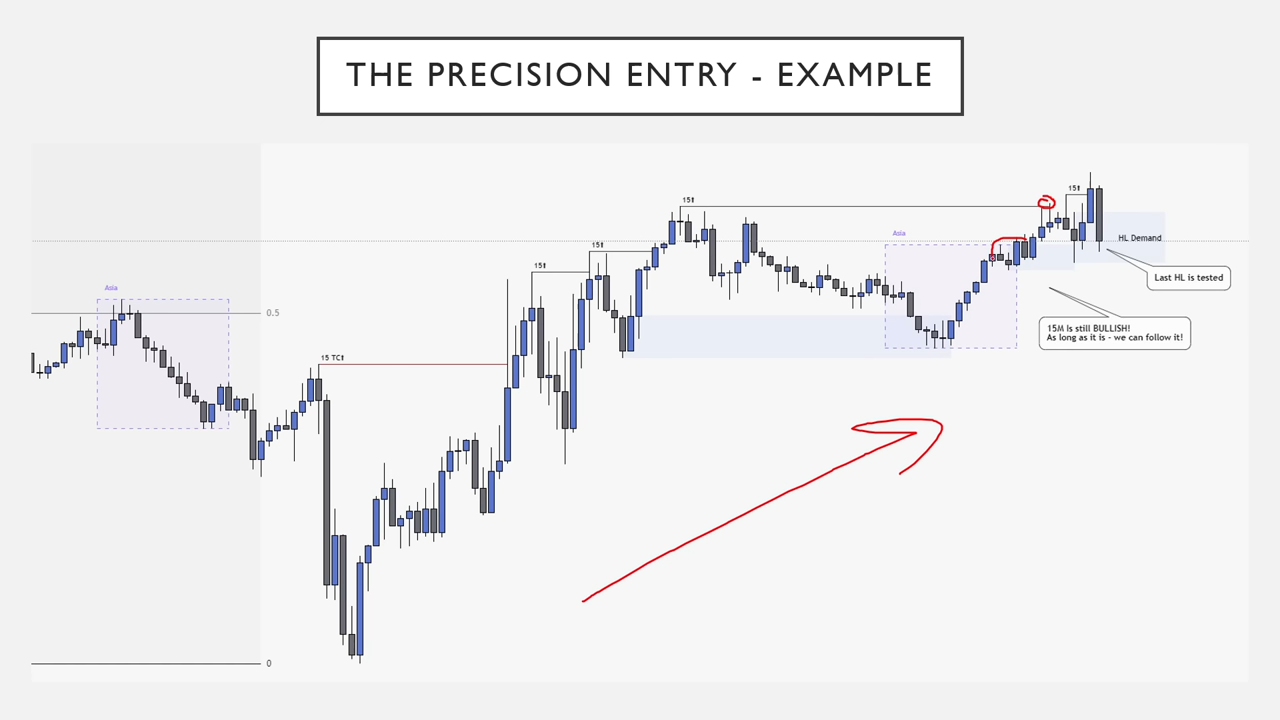 THE PRECISION ENTRY - EXAMPLE
15⬆
15⬆
Asia
15⬆
HL Demand
15⬆
Last HL is tested
Asia
0.5
15M Is still BULLISH!
As long as it is - we can follow it!
15 TC⬆
0